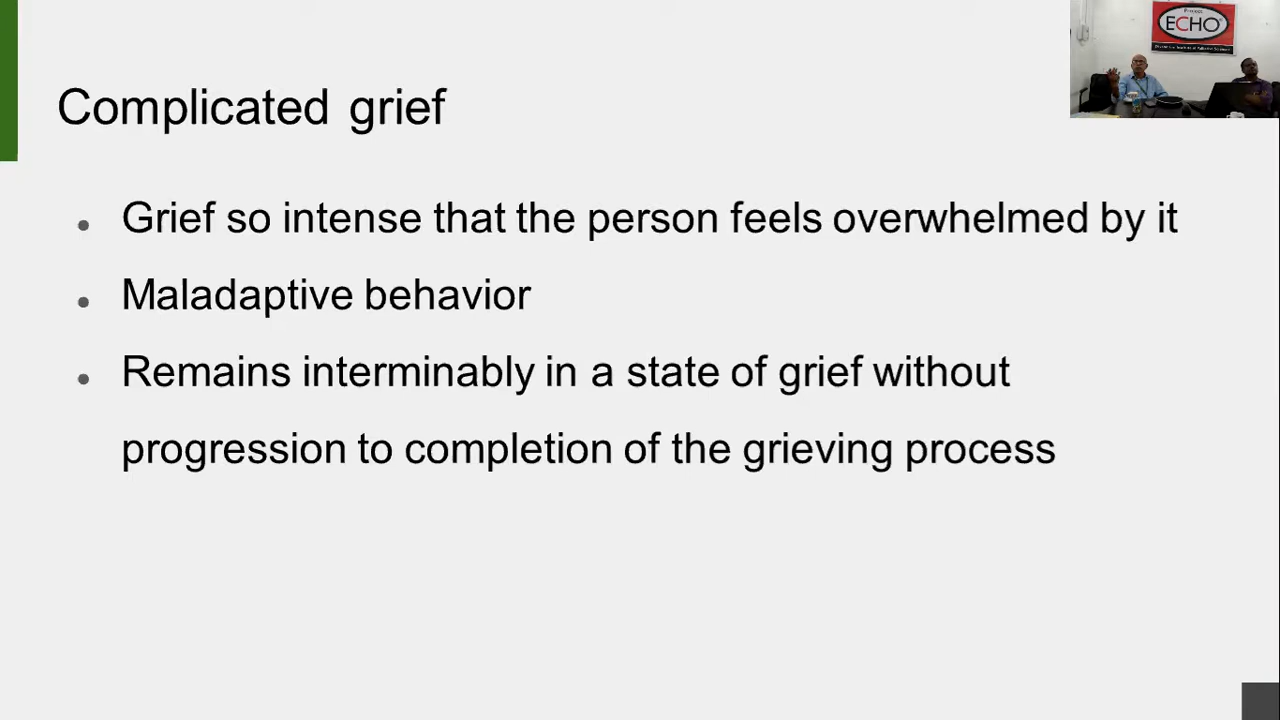 Complicated grief
Grief so intense that the person feels overwhelmed by it
Maladaptive behavior
Remains interminably in a state of grief without
progression to completion of the grieving process
ECHO